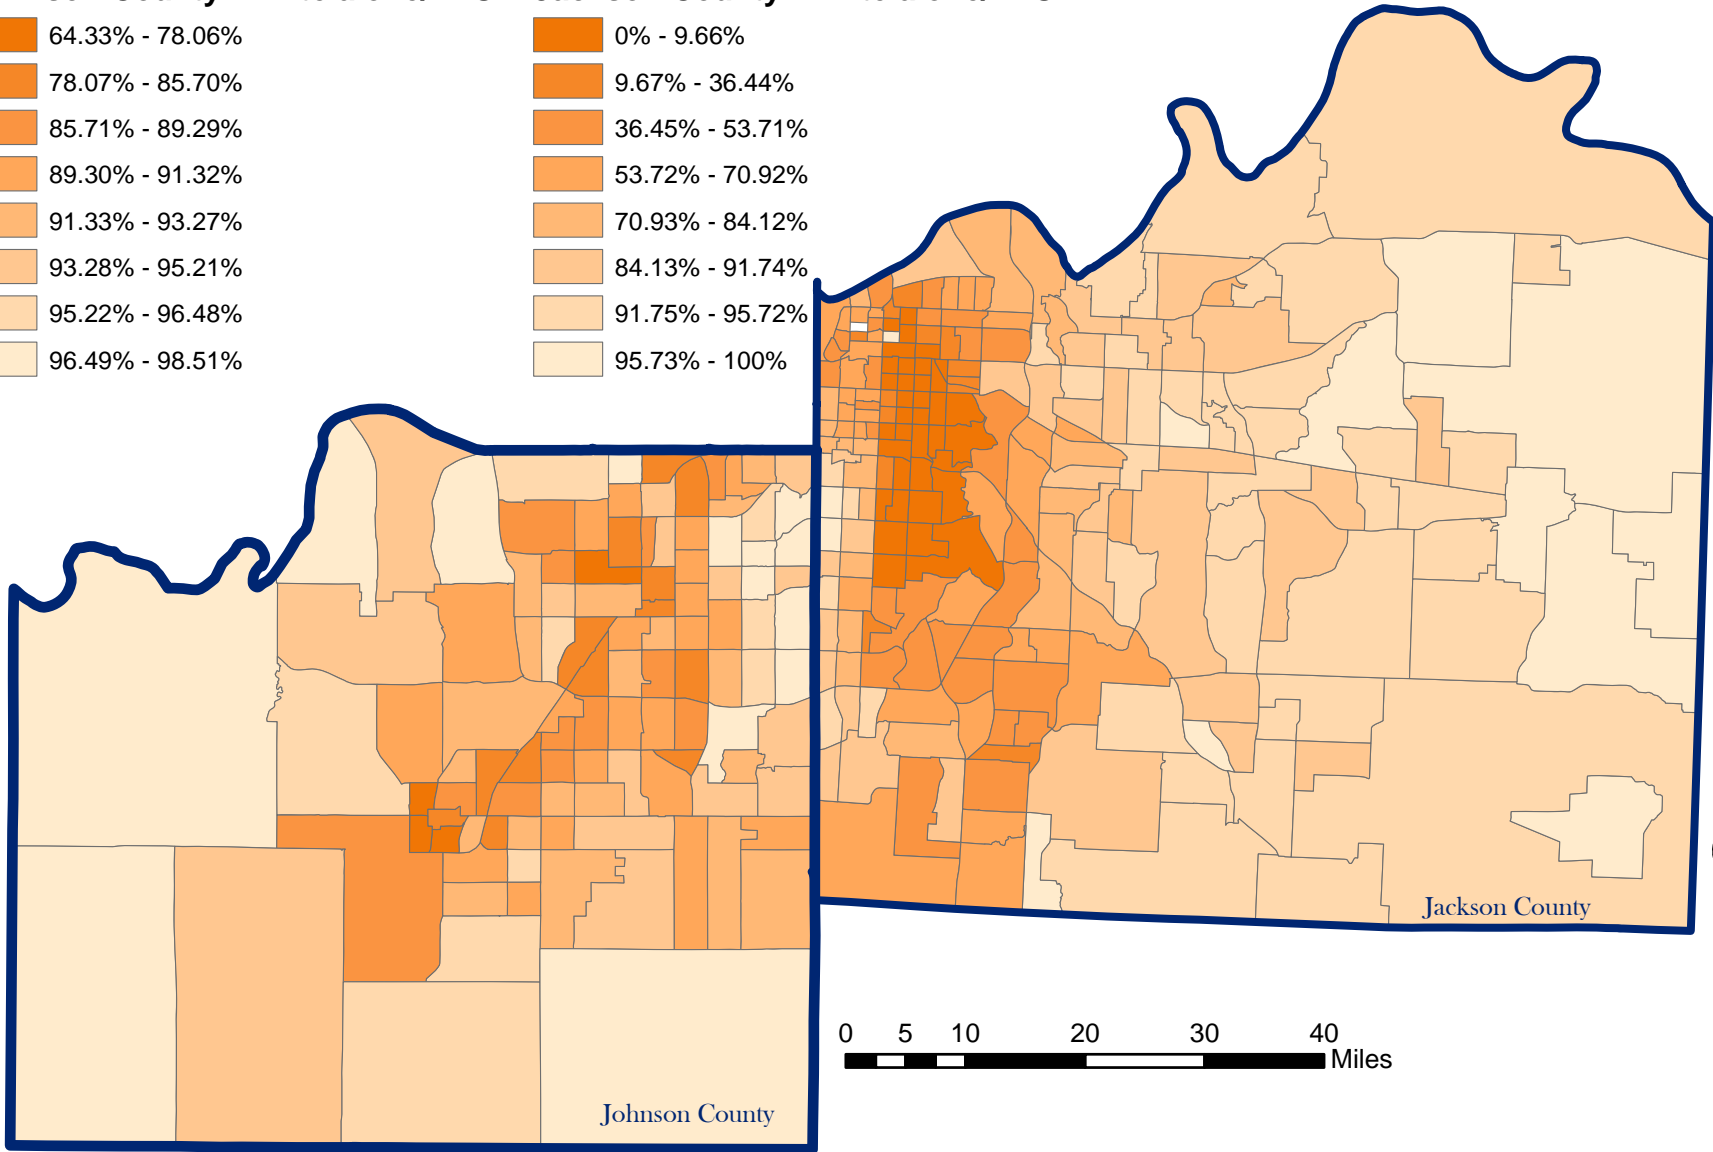 64.33% - 78.06%
78.07% - 85.70%
85.71% - 89.29%
89.30% - 91.32%
91.33% - 93.27%
93.28% - 95.21%
95.22% - 96.48%
96.49% - 98.51%
0% - 9.66%
9.67% - 36.44%
36.45% - 53.71%
53.72% - 70.92%
70.93% - 84.12%
84.13% - 91.74%
91.75% - 95.72%
95.73% - 100%
Jackson County
0 5 10 20 30 40
Miles
Johnson County